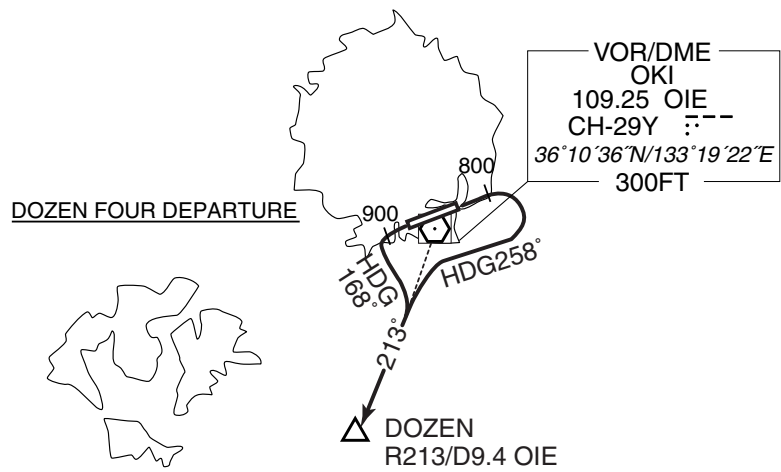 VOR/DME
OKI
109.25 OIE
CH-29Y
36°10´36˝N/133°19´22˝E
300FT
800
DOZEN FOUR DEPARTURE
900
HDG
168°
HDG258°
213°
DOZEN
R213/D9.4 OIE